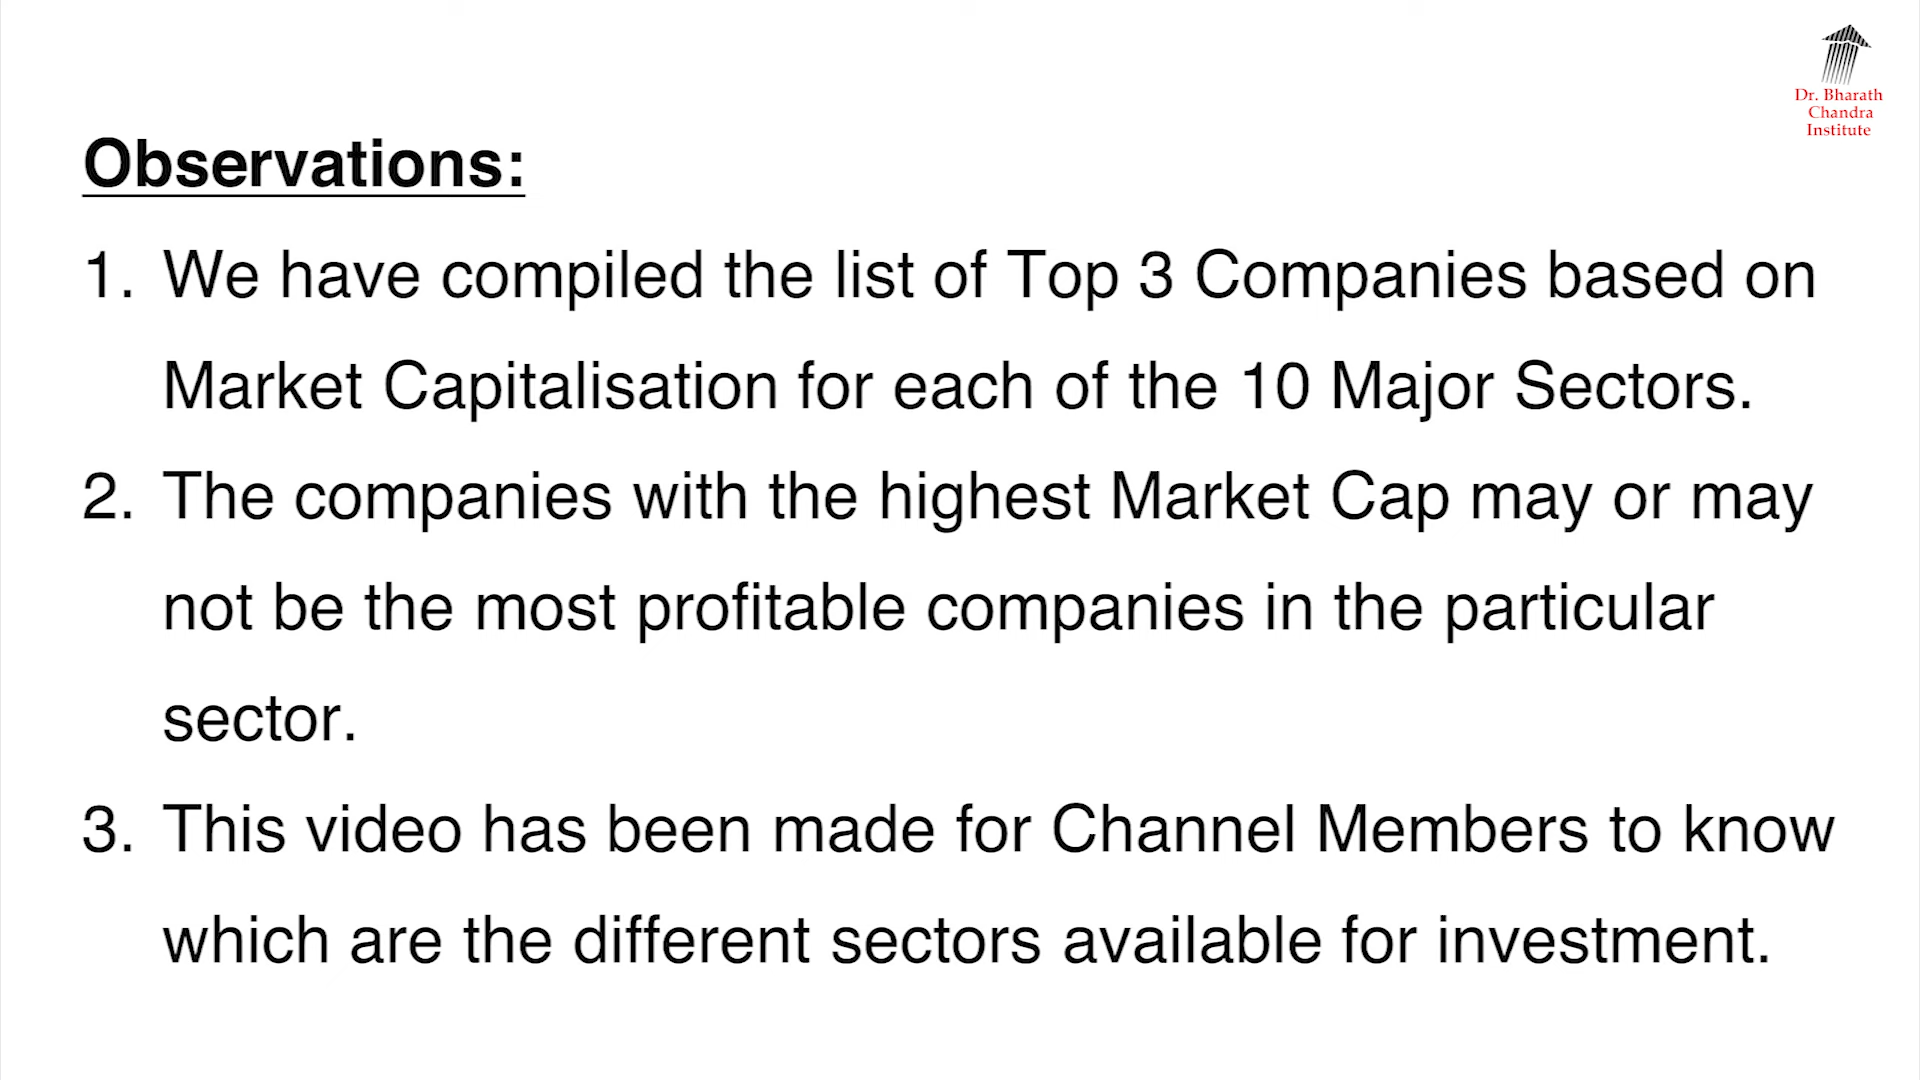 Dr. Bharath
Chandra
Institute
Observations:
1. We have compiled the list of Top 3 Companies based on
Market Capitalisation for each of the 10 Major Sectors.
2. The companies with the highest Market Cap may or may
not be the most profitable companies in the particular
sector.
3. This video has been made for Channel Members to know
which are the different sectors available for investment.